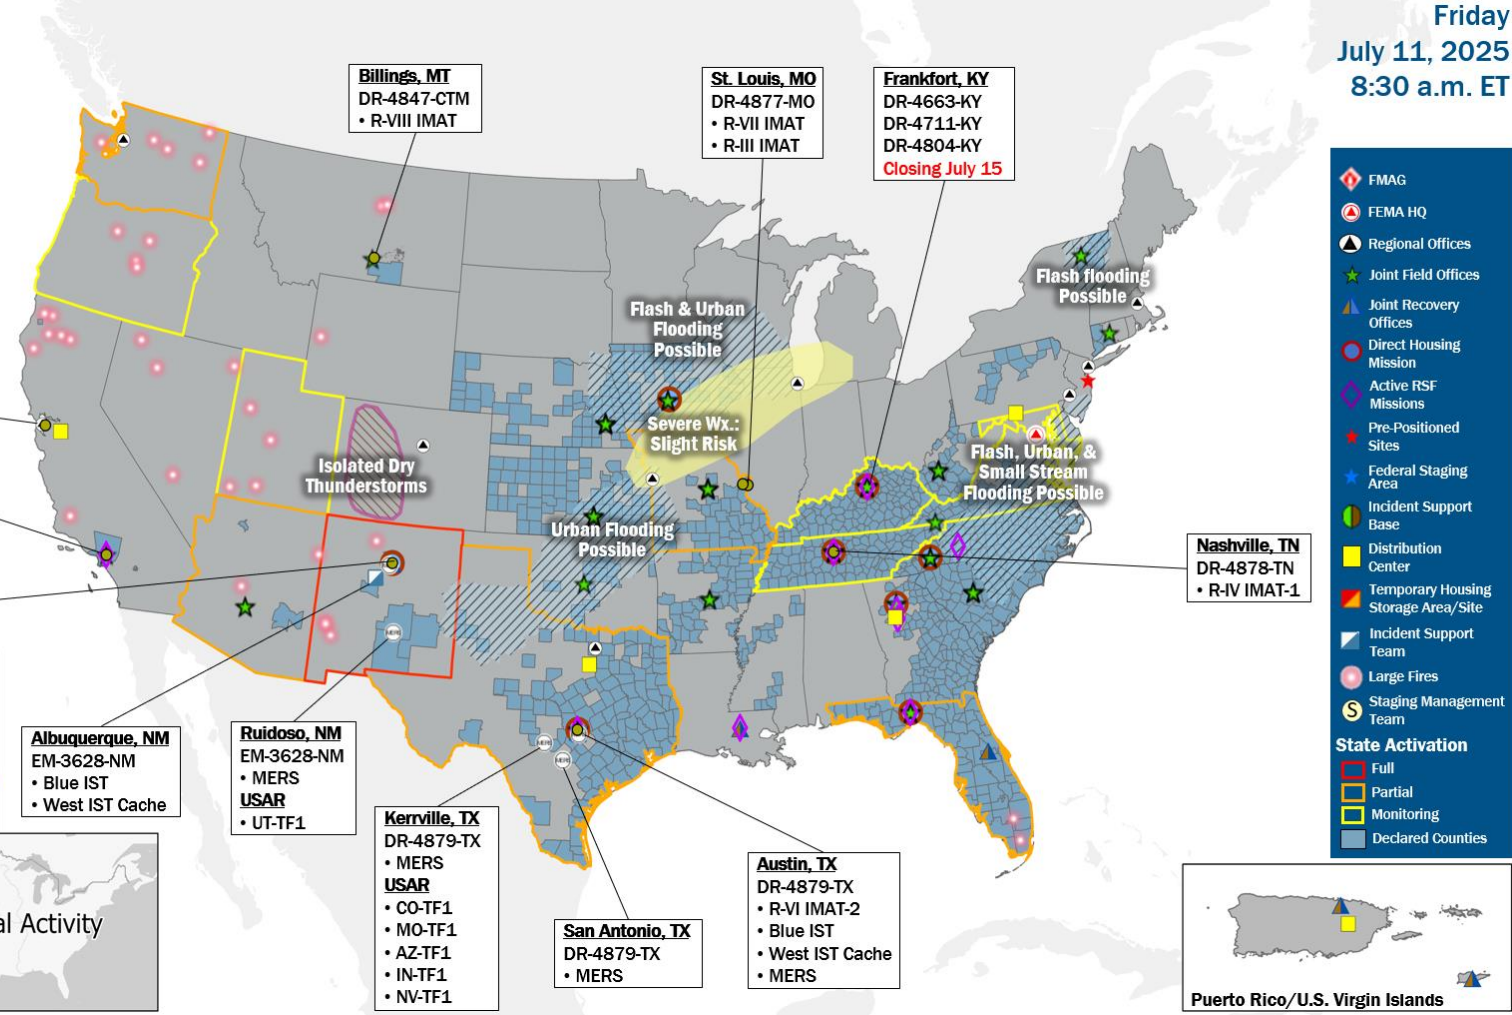 Friday
July 11, 2025
8:30 a.m. ET
Billings, MT
DR-4847-CTM
• R-VIII IMAT
St. Louis, MO
DR-4877-MO
• R-VII IMAT
• R-III IMAT
Frankfort, KY
DR-4663-KY
DR-4711-KY
DR-4804-KY
Closing July 15
Flash flooding
Possible
Flash & Urban
Flooding
Possible
Severe Wx.:
Slight Risk
Isolated Dry
Thunderstorms
Urban Flooding
Possible
Flash, Urban, &
Small Stream
Flooding Possible
Nashville, TN
DR-4878-TN
• R-IV IMAT-1
MERS
MERS
MERS
Albuquerque, NM
EM-3628-NM
• Blue IST
• West IST Cache
Ruidoso, NM
EM-3628-NM
• MERS
USAR
• UT-TF1
Kerrville, TX
DR-4879-TX
• MERS
USAR
• CO-TF1
• MO-TF1
• AZ-TF1
• IN-TF1
• NV-TF1
San Antonio, TX
DR-4879-TX
• MERS
Austin, TX
DR-4879-TX
• R-VI IMAT-2
• Blue IST
• West IST Cache
• MERS
al Activity
FMAG
FEMA HQ
Regional Offices
Joint Field Offices
Joint Recovery
Offices
Direct Housing
Mission
Active RSF
Missions
Pre-Positioned
Sites
Federal Staging
Area
Incident Support
Base
Distribution
Center
Temporary Housing
Storage Area/Site
Incident Support
Team
Large Fires
S
Staging Management
Team
State Activation
Full
Partial
Monitoring
Declared Counties
Puerto Rico/U.S. Virgin Islands